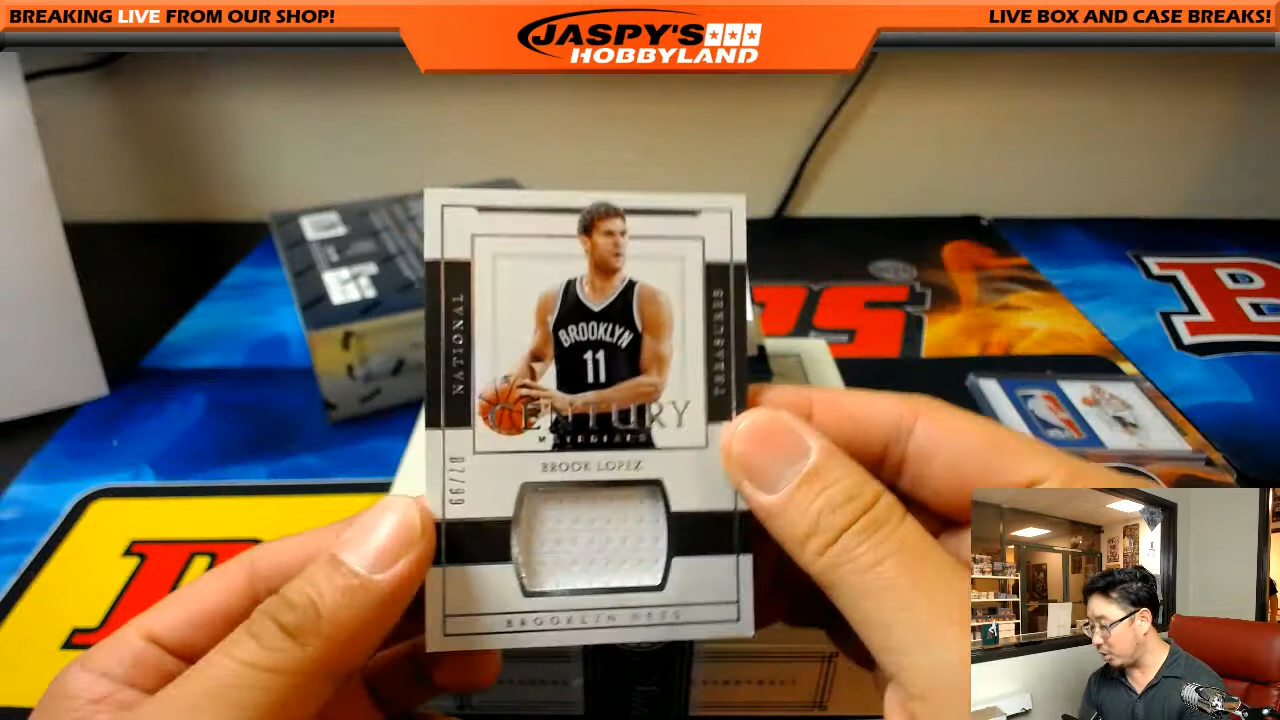 BREAKING LIVE FROM OUR SHOP!
JASPY'S
HOBBYLAND
LIVE BOX AND CASE BREAKS!
NATIONAL
TREASURES
BROOKLYN
11
CENTURY
MATERIALS
BROOK LOPEZ
BROOKLYN NETS